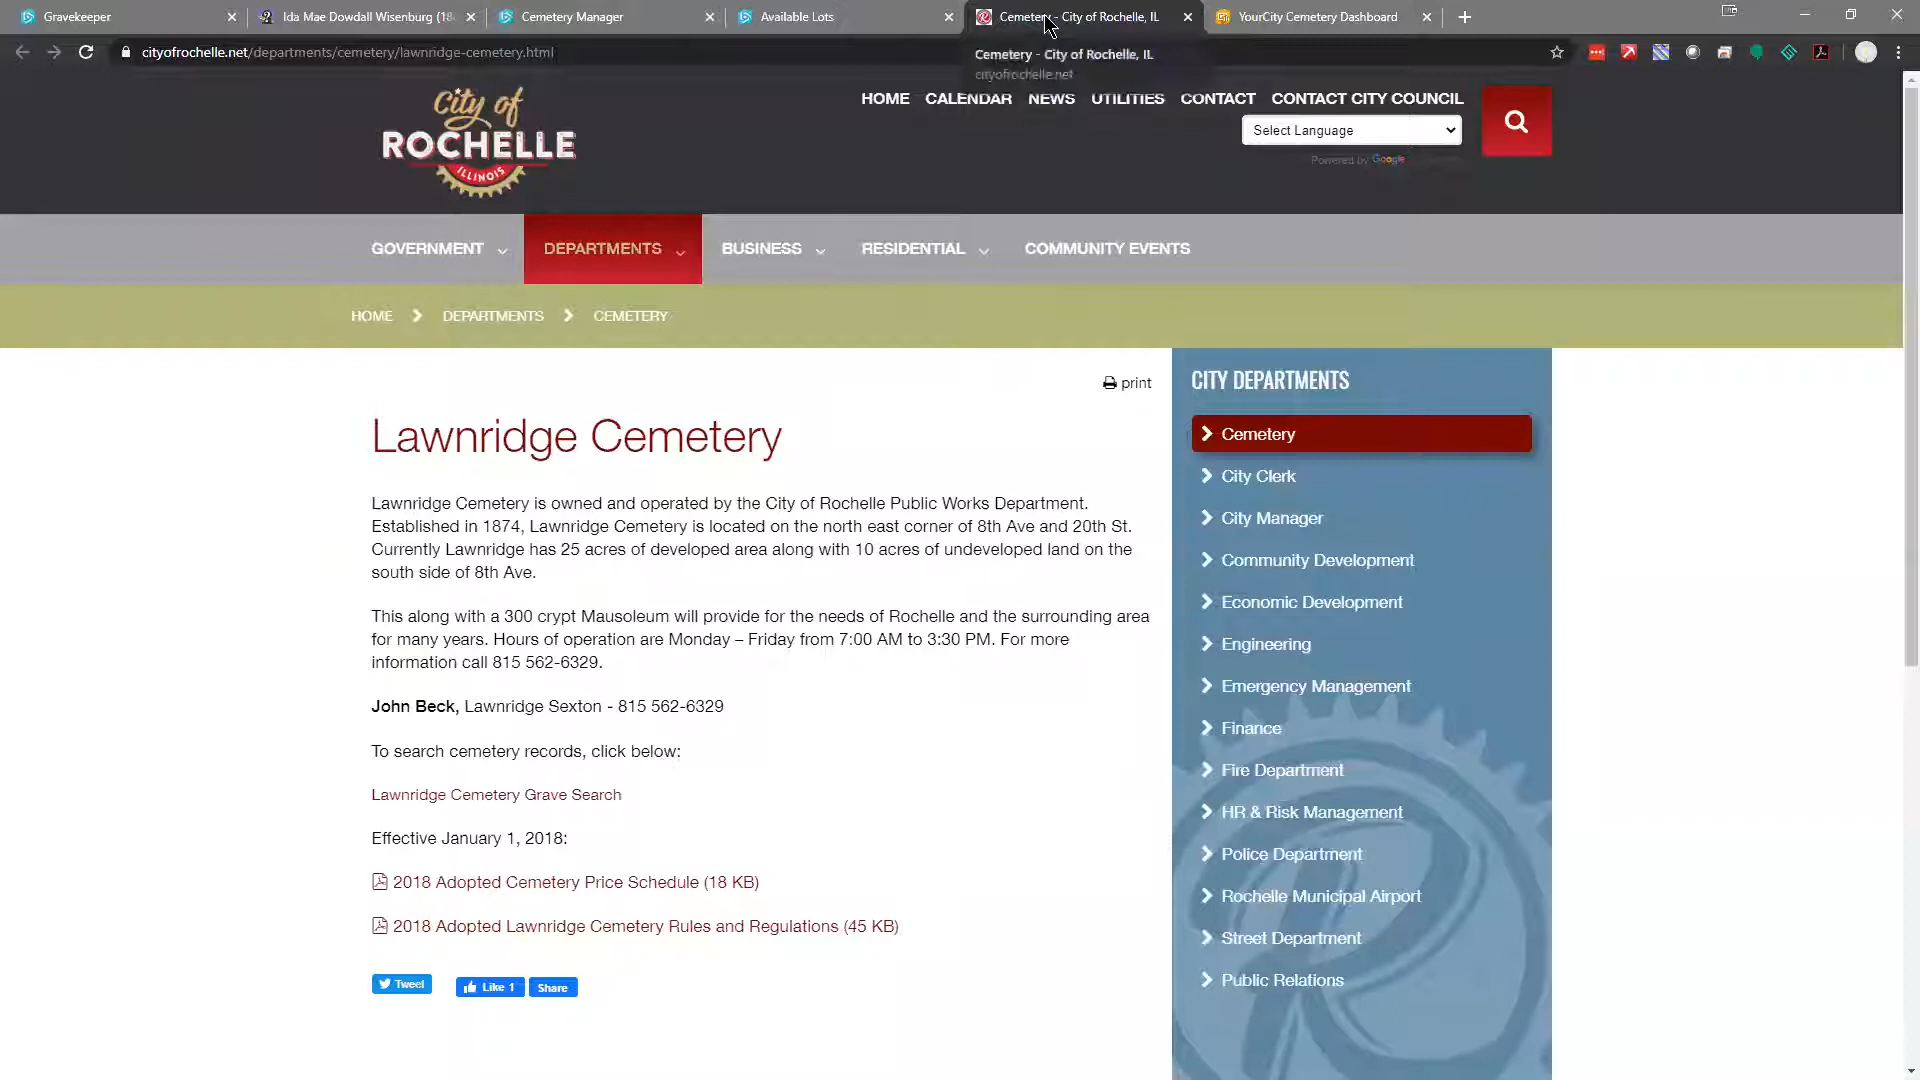 Gravekeeper
Ida Mae Dowdall Wisenburg (18
Cemetery Manager
Available Lots
Cemetery - City of Rochelle, IL
YourCity Cemetery Dashboard
cityofrochelle.net/departments/cemetery/lawnridge-cemetery.html
Cemetery - City of Rochelle, IL
cityofrochelle.net
City of
ROCHELLE
ILLINOIS
HOME CALENDAR NEWS UTILITIES CONTACT CONTACT CITY COUNCIL
Select Language
Powered by Google
GOVERNMENT DEPARTMENTS BUSINESS RESIDENTIAL COMMUNITY EVENTS
HOME DEPARTMENTS CEMETERY
print
Lawnridge Cemetery
Lawnridge Cemetery is owned and operated by the City of Rochelle Public Works Department.
Established in 1874, Lawnridge Cemetery is located on the north east corner of 8th Ave and 20th St.
Currently Lawnridge has 25 acres of developed area along with 10 acres of undeveloped land on the
south side of 8th Ave.
This along with a 300 crypt Mausoleum will provide for the needs of Rochelle and the surrounding area
for many years. Hours of operation are Monday – Friday from 7:00 AM to 3:30 PM. For more
information call 815 562-6329.
John Beck, Lawnridge Sexton - 815 562-6329
To search cemetery records, click below:
Lawnridge Cemetery Grave Search
Effective January 1, 2018:
2018 Adopted Cemetery Price Schedule (18 KB)
2018 Adopted Lawnridge Cemetery Rules and Regulations (45 KB)
Tweet
Like 1
Share
CITY DEPARTMENTS
Cemetery
City Clerk
City Manager
Community Development
Economic Development
Engineering
Emergency Management
Finance
Fire Department
HR & Risk Management
Police Department
Rochelle Municipal Airport
Street Department
Public Relations